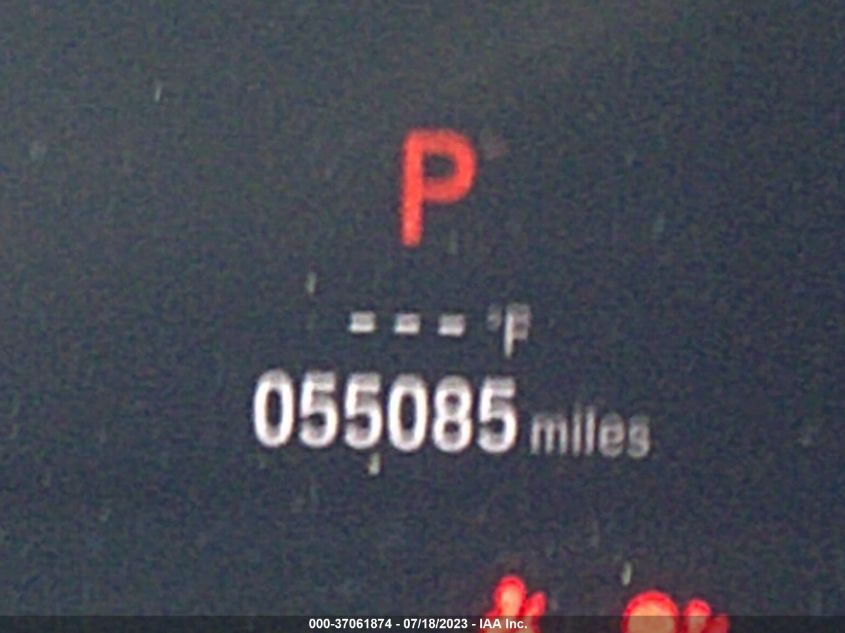 P
--- °F
055085 miles
000-37061874 - 07/18/2023 - IAA Inc.